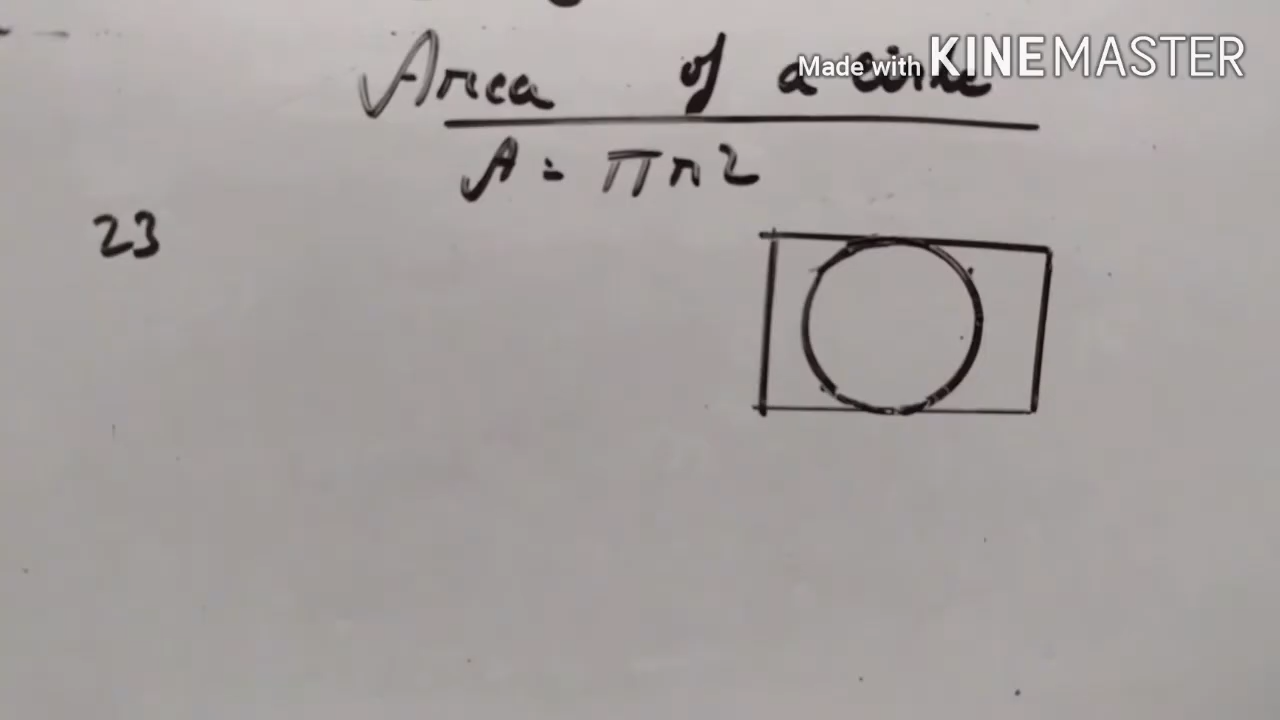 Made with KINEMASTER
Area of a circle
A = πr2
23